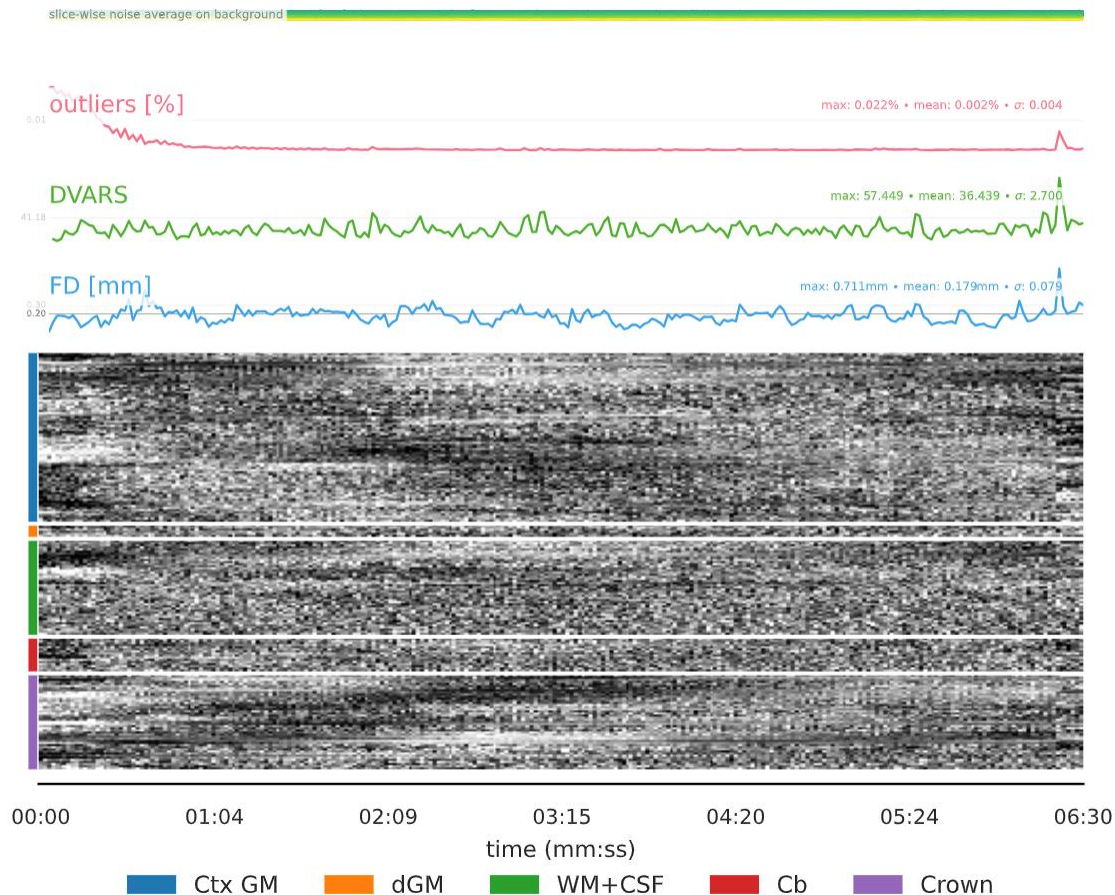 slice-wise noise average on background
outliers [%]
max: 0.022% • mean: 0.002% • σ: 0.004
0.01
DVARS
max: 57.449 • mean: 36.439 • σ: 2.700
41.18
FD [mm]
max: 0.711mm • mean: 0.179mm • σ: 0.079
0.30
0.20
00:00 01:04 02:09 03:15 04:20 05:24 06:30
time (mm:ss)
Ctx GM dGM WM+CSF Cb Crown